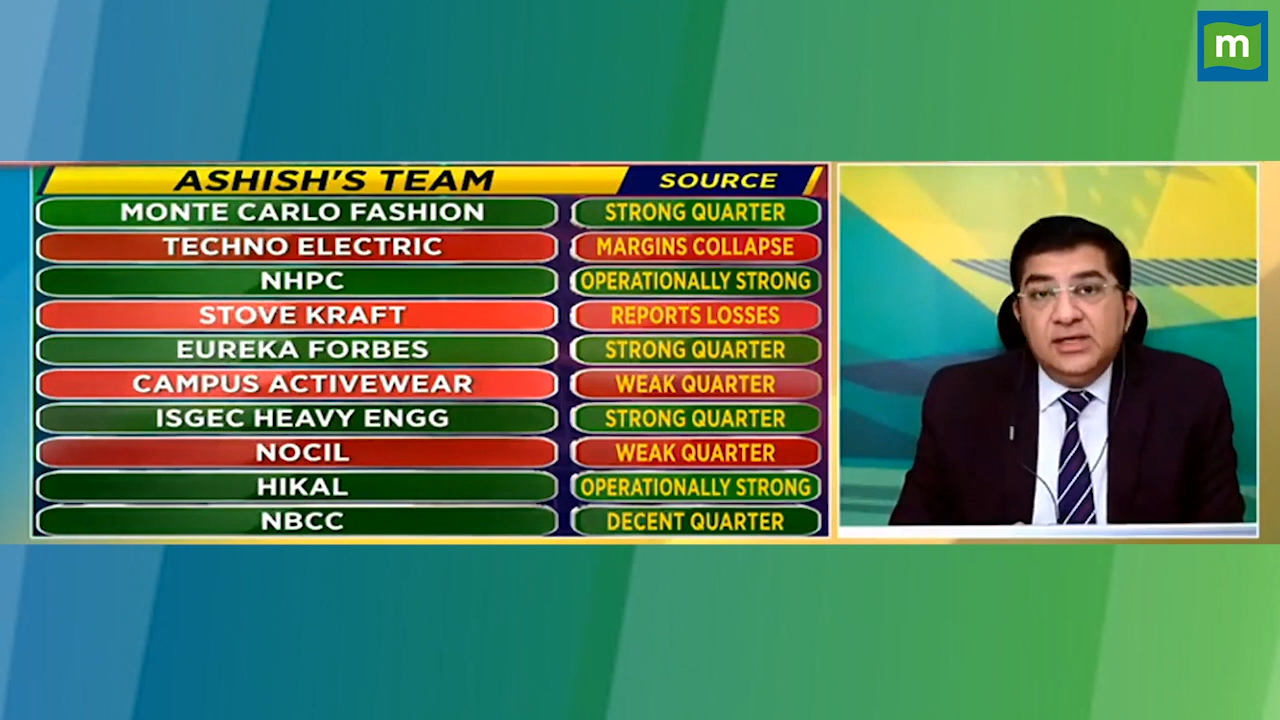 m
ASHISH'S TEAM SOURCE
MONTE CARLO FASHION STRONG QUARTER
TECHNO ELECTRIC MARGINS COLLAPSE
NHPC OPERATIONALLY STRONG
STOVE KRAFT REPORTS LOSSES
EUREKA FORBES STRONG QUARTER
CAMPUS ACTIVEWEAR WEAK QUARTER
ISGEC HEAVY ENGG STRONG QUARTER
NOCIL WEAK QUARTER
HIKAL OPERATIONALLY STRONG
NBCC DECENT QUARTER